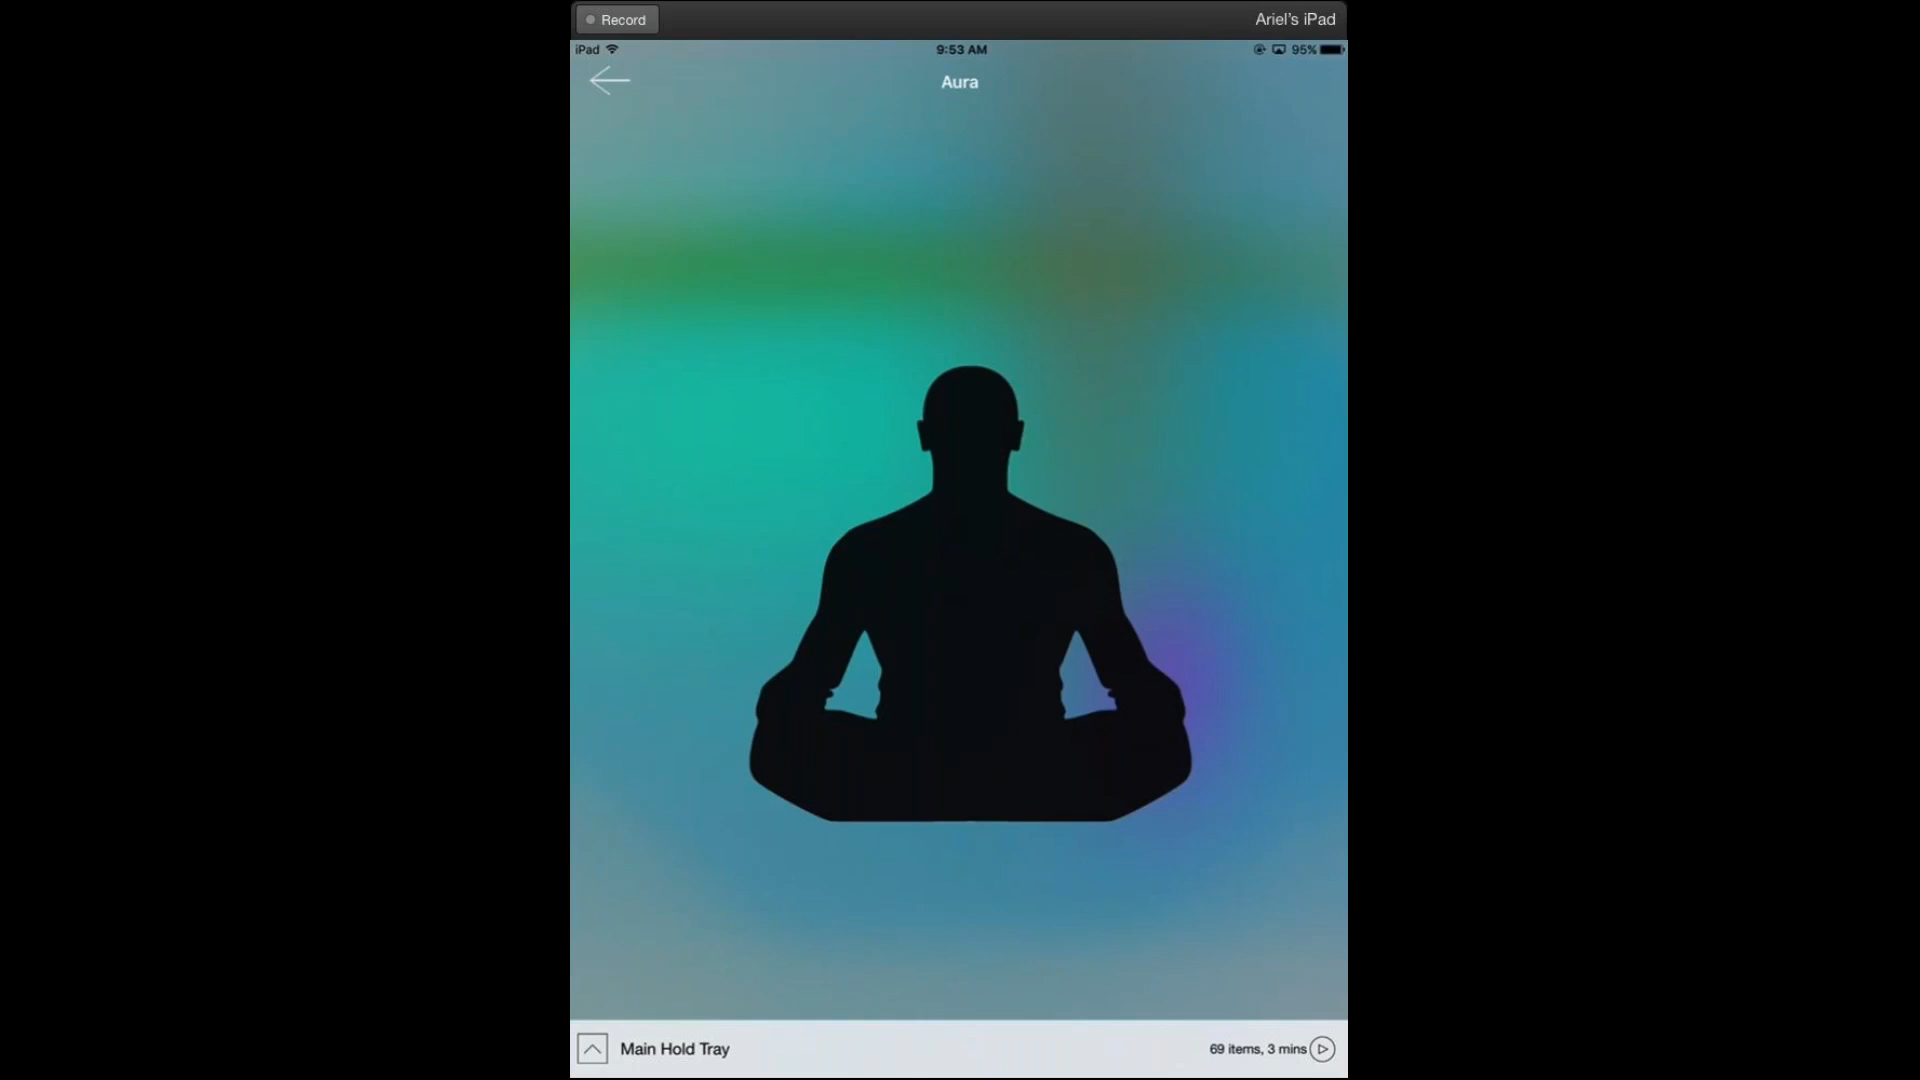 Record
Ariel's iPad
iPad
9:53 AM
95%
Aura
Main Hold Tray
69 items, 3 mins